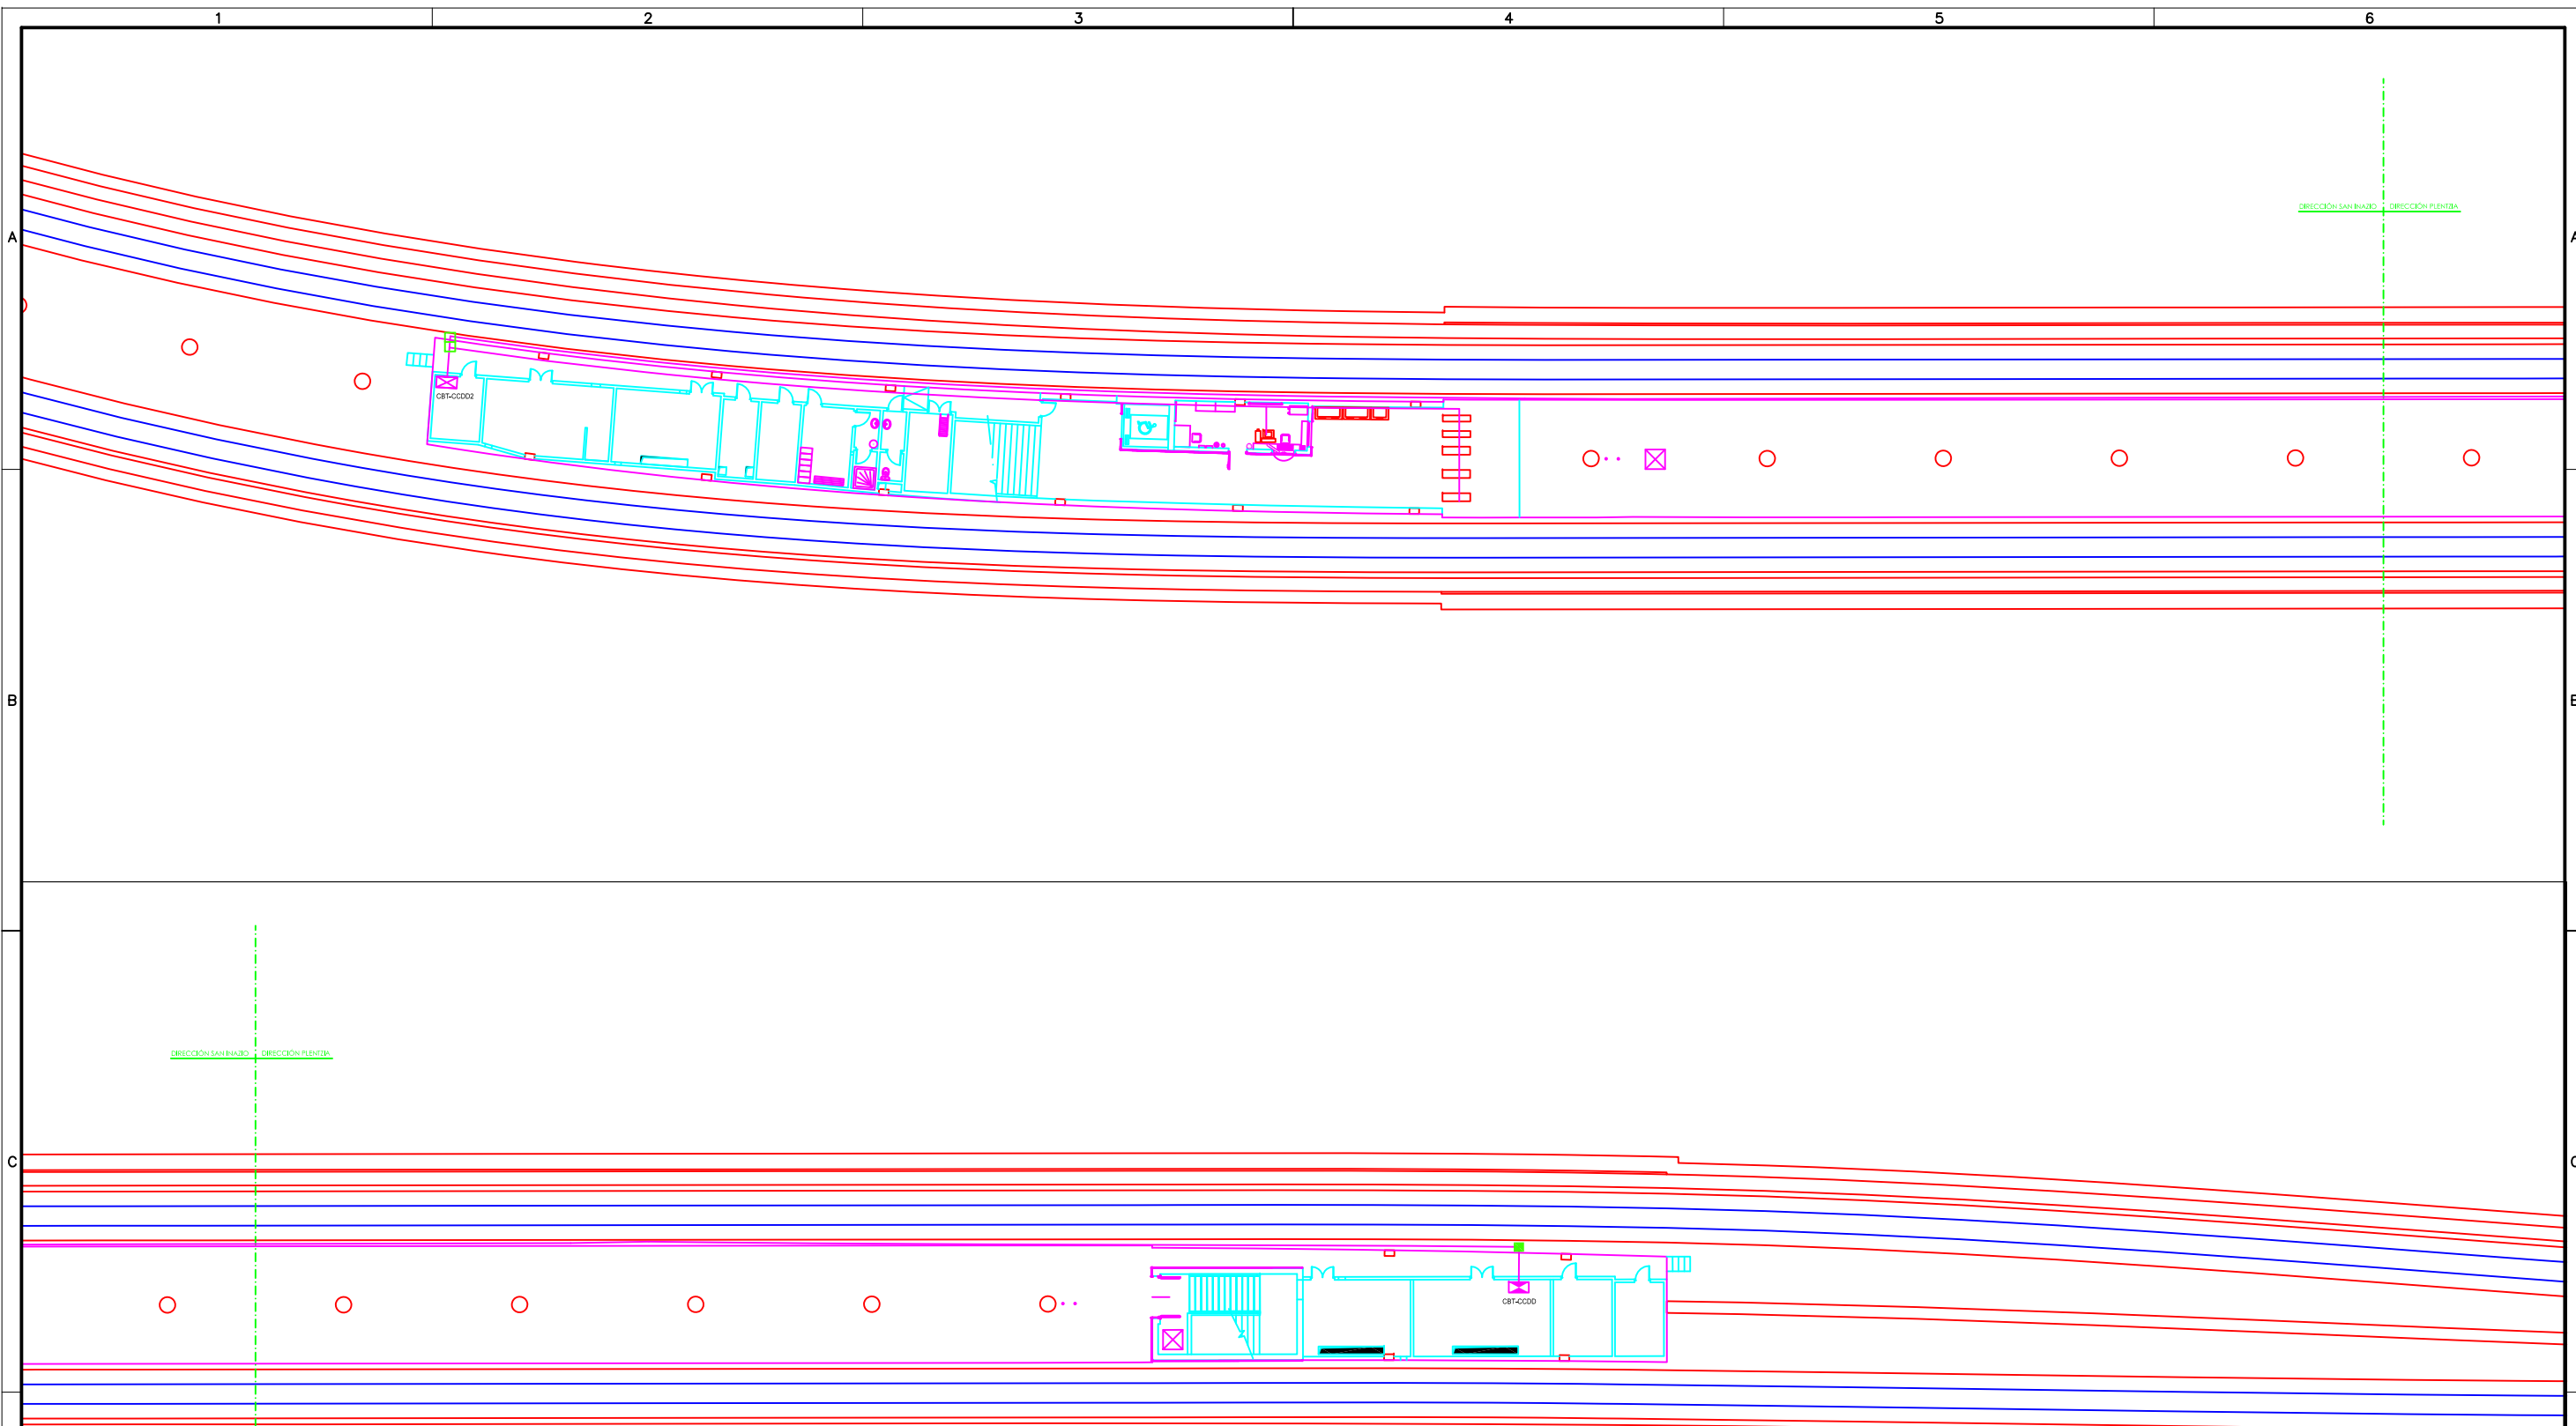 1 2 3 4 5 6
DIRECCIÓN SAN INAZIO DIRECCIÓN PLENTZIA
A A
CBT-CCDD2
B B
DIRECCIÓN SAN INAZIO DIRECCIÓN PLENTZIA
C C
CBT-CCDD